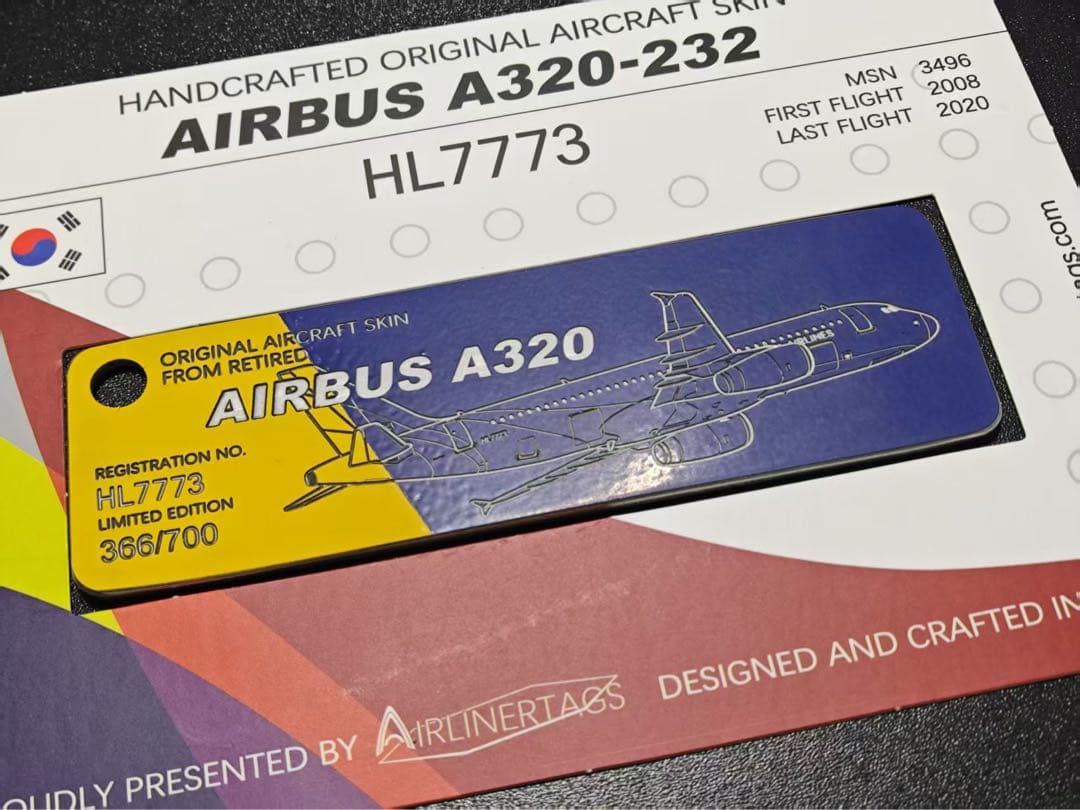 HANDCRAFTED ORIGINAL AIRCRAFT SKIN
AIRBUS A320-232
HL7773
MSN 3496
FIRST FLIGHT 2008
LAST FLIGHT 2020
ORIGINAL AIRCRAFT SKIN
FROM RETIRED
AIRBUS A320
REGISTRATION NO.
HL7773
LIMITED EDITION
366/700
PRESENTED BY AIRLINERTAGS DESIGNED AND CRAFTED IN